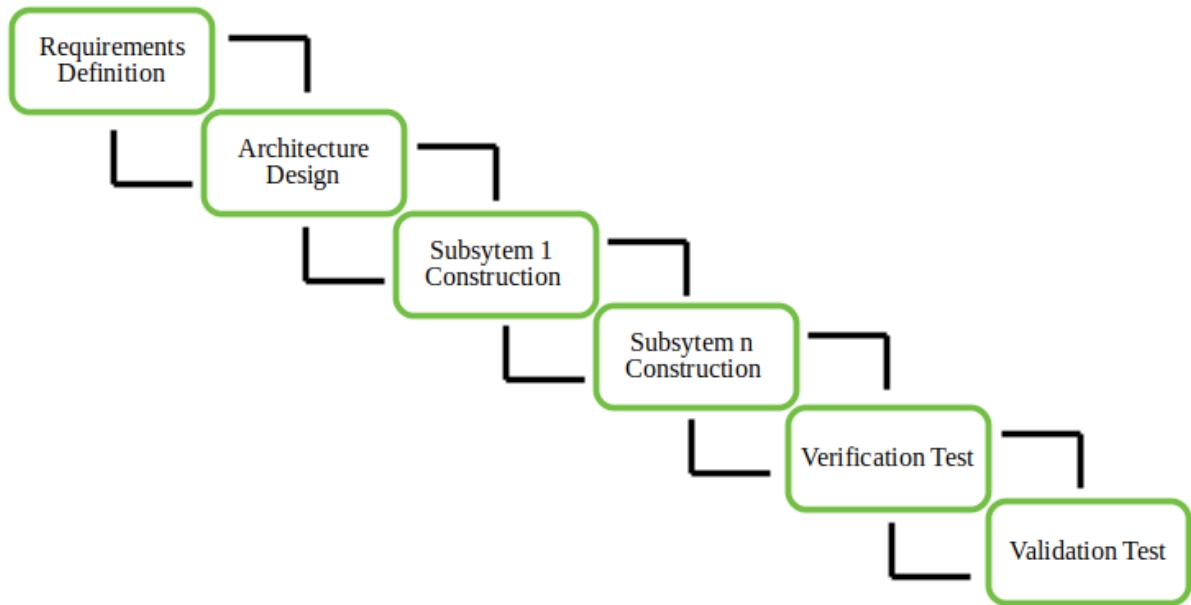 Requirements
Definition
Architecture
Design
Subsytem 1
Construction
Subsytem n
Construction
Verification Test
Validation Test